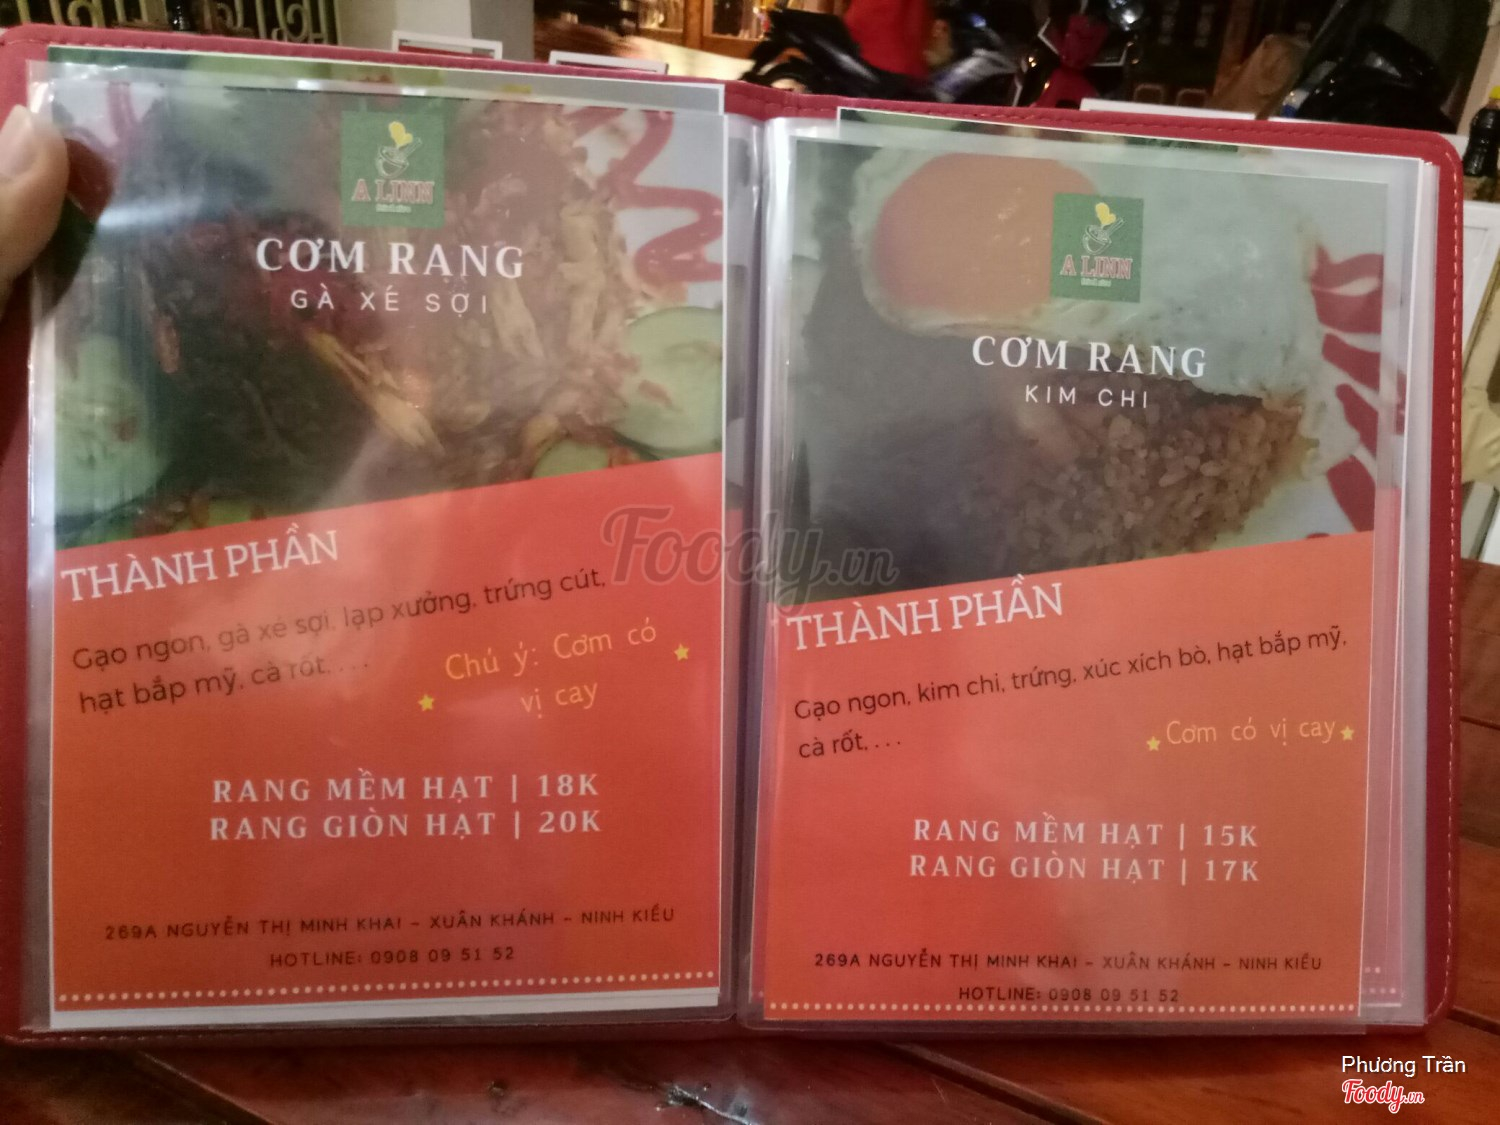 A LINN
CƠM RANG
GÀ XÉ SỢI
THÀNH PHẦN
Gạo ngon, gà xé sợi, lạp xưởng, trứng cút,
hạt bắp mỹ, cà rốt, . . .
Chú ý: Cơm có
vị cay
RANG MỀM HẠT | 18K
RANG GIÒN HẠT | 20K
269A NGUYỄN THỊ MINH KHAI – XUÂN KHÁNH – NINH KIỀU
HOTLINE: 0908 09 51 52
A LINN
CƠM RANG
KIM CHI
THÀNH PHẦN
Gạo ngon, kim chi, trứng, xúc xích bò, hạt bắp mỹ,
cà rốt, . . .
Cơm có vị cay
RANG MỀM HẠT | 15K
RANG GIÒN HẠT | 17K
269A NGUYỄN THỊ MINH KHAI – XUÂN KHÁNH – NINH KIỀU
HOTLINE: 0908 09 51 52
Foody.vn
Phương Trần
Foody.vn